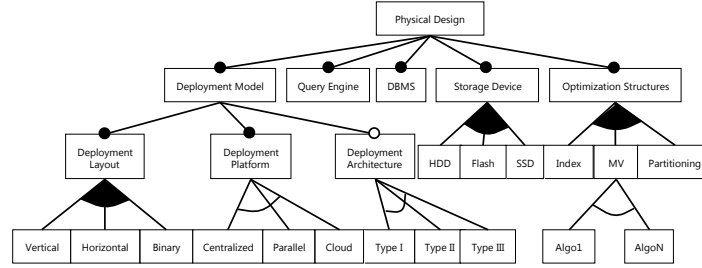 Physical Design
Deployment Model
Query Engine
DBMS
Storage Device
Optimization Structures
Deployment
Layout
Deployment
Platform
Deployment
Architecture
HDD
Flash
SSD
Index
MV
Partitioning
Vertical
Horizontal
Binary
Centralized
Parallel
Cloud
Type I
Type II
Type III
Algo1
AlgoN